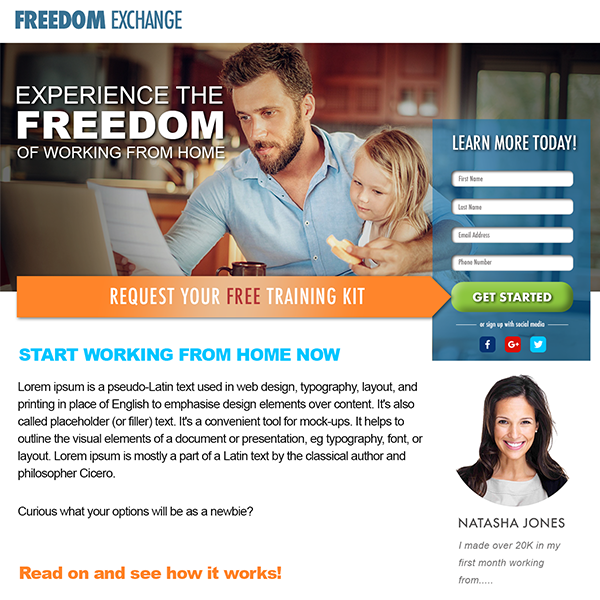 FREEDOM EXCHANGE
EXPERIENCE THE
FREEDOM
OF WORKING FROM HOME
LEARN MORE TODAY!
First Name
Last Name
Email Address
Phone Number
GET STARTED
or sign up with social media
f
G+
REQUEST YOUR FREE TRAINING KIT
START WORKING FROM HOME NOW
Lorem ipsum is a pseudo-Latin text used in web design, typography, layout, and
printing in place of English to emphasise design elements over content. It's also
called placeholder (or filler) text. It's a convenient tool for mock-ups. It helps to
outline the visual elements of a document or presentation, eg typography, font, or
layout. Lorem ipsum is mostly a part of a Latin text by the classical author and
philosopher Cicero.
Curious what your options will be as a newbie?
Read on and see how it works!
NATASHA JONES
I made over 20K in my
first month working
from.....